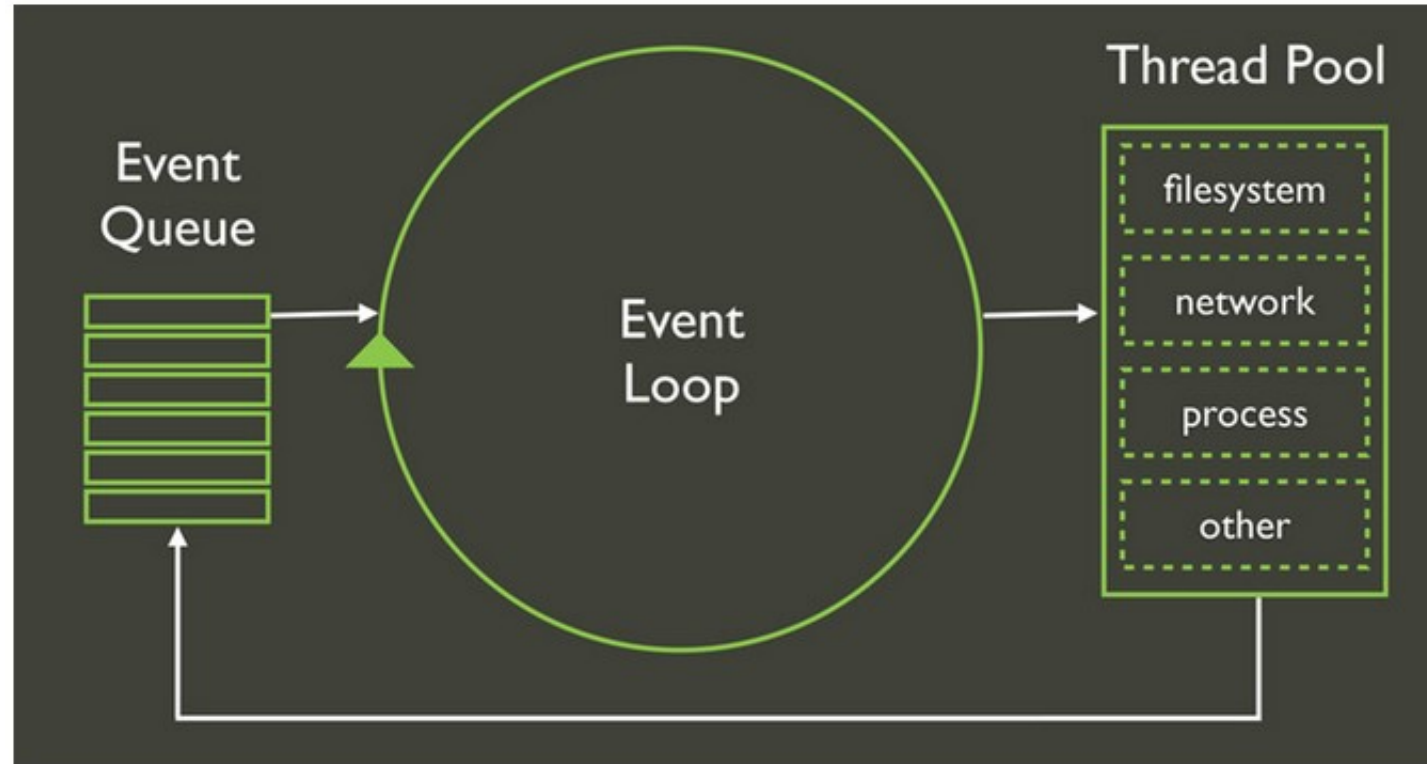 Event
Queue
Event
Loop
Thread Pool
filesystem
network
process
other